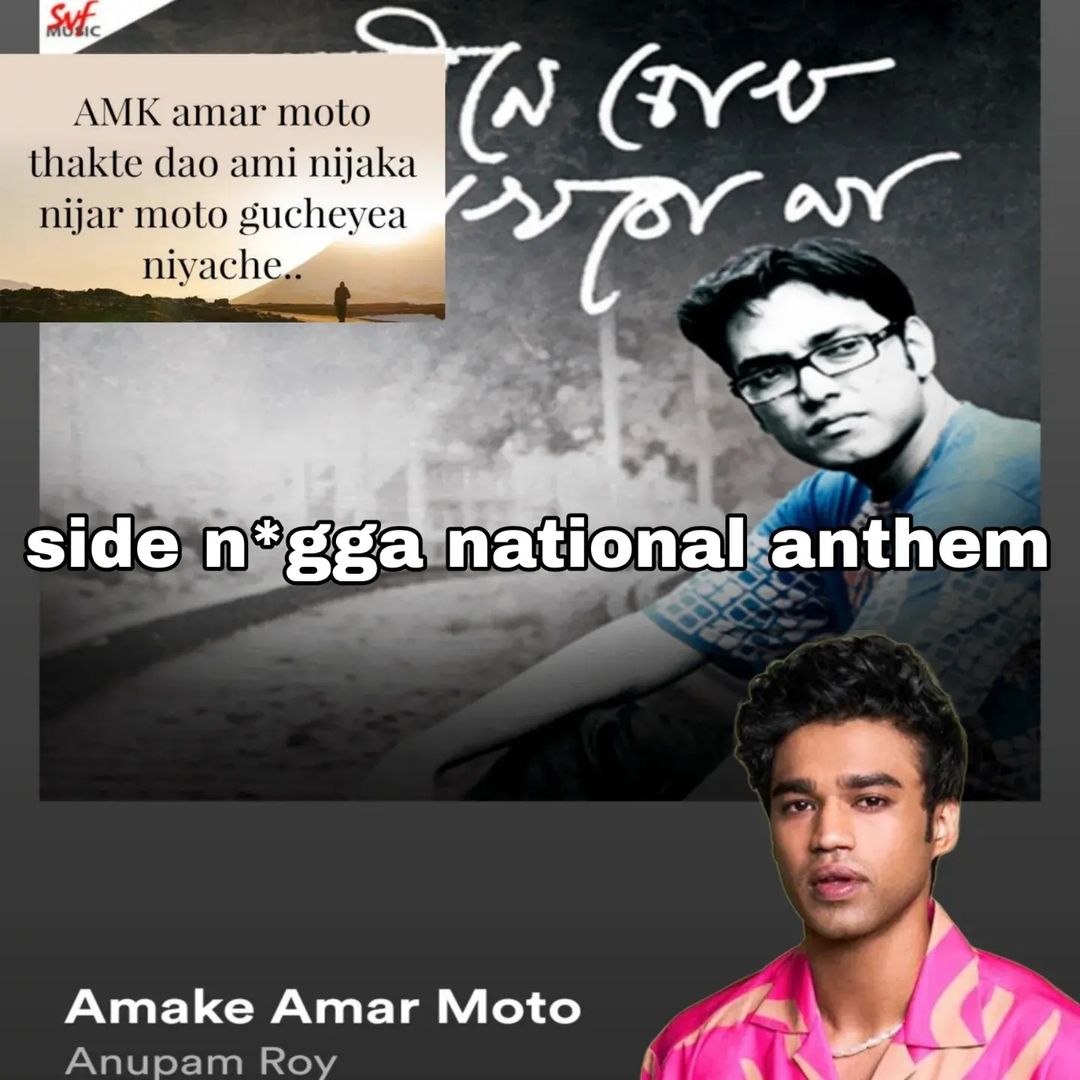 SVF
MUSIC
চোখ
না
AMK amar moto
thakte dao ami nijaka
nijar moto gucheyea
niyache..
side n*gga national anthem
Amake Amar Moto
Anupam Roy